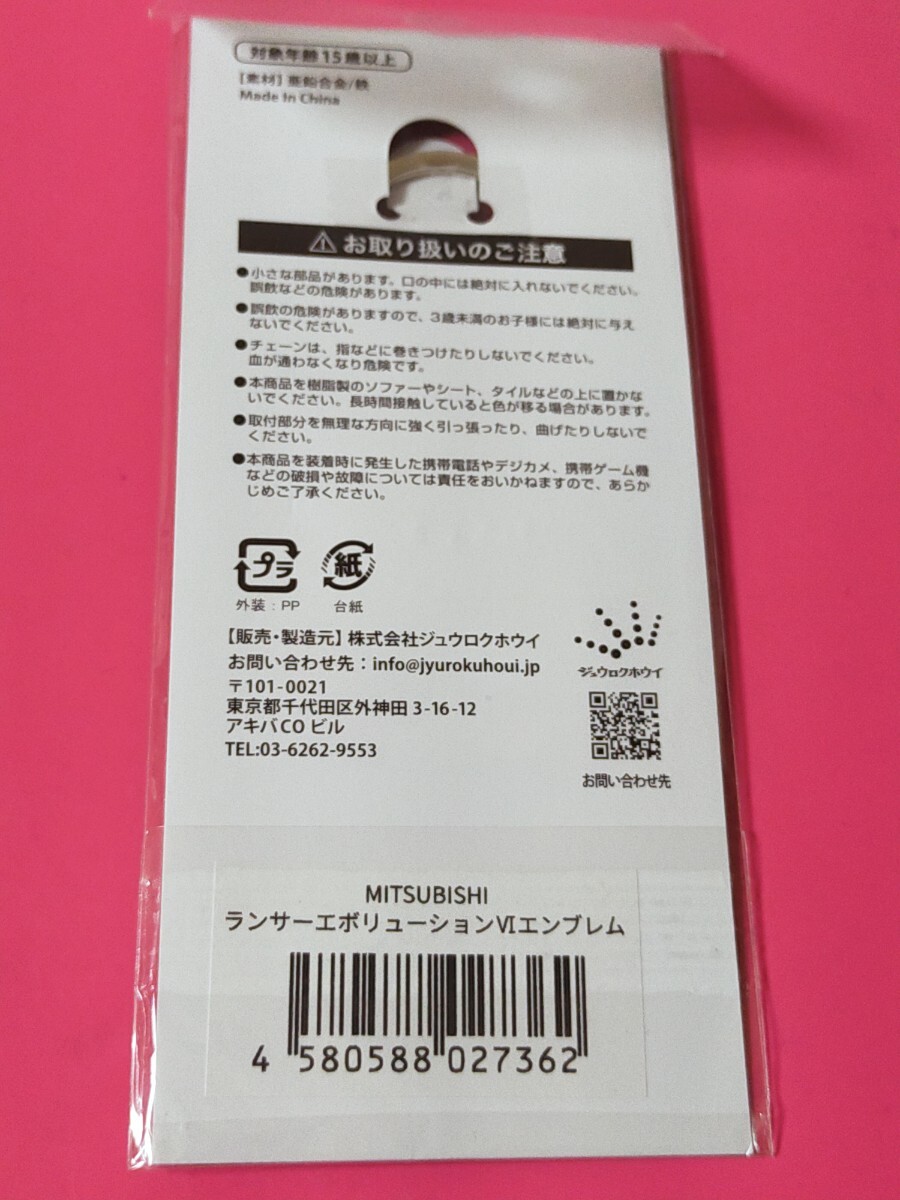 対象年齢15歳以上
[素材] 亜鉛合金/鉄
Made In China
⚠ お取り扱いのご注意
●小さな部品があります。口の中には絶対に入れないでください。
誤飲などの危険があります。
●誤飲の危険がありますので、3歳未満のお子様には絶対に与え
ないでください。
●チェーンは、指などに巻きつけたりしないでください。
血が通わなくなり危険です。
●本商品を樹脂製のソファーやシート、タイルなどの上に置かな
いでください。長時間接触していると色が移る場合があります。
●取付部分を無理な方向に強く引っ張ったり、曲げたりしないで
ください。
●本商品を装着時に発生した携帯電話やデジカメ、携帯ゲーム機
などの破損や故障については責任をおいかねますので、あらか
じめご了承ください。
プラ
外装:PP
紙
台紙
【販売・製造元】株式会社ジュウロクホウイ
お問い合わせ先:info@jyurokuhoui.jp
〒101-0021
東京都千代田区外神田 3-16-12
アキバCO ビル
TEL:03-6262-9553
ジュウロクホウイ
お問い合わせ先
MITSUBISHI
ランサーエボリューションⅥエンブレム
4 580588 027362